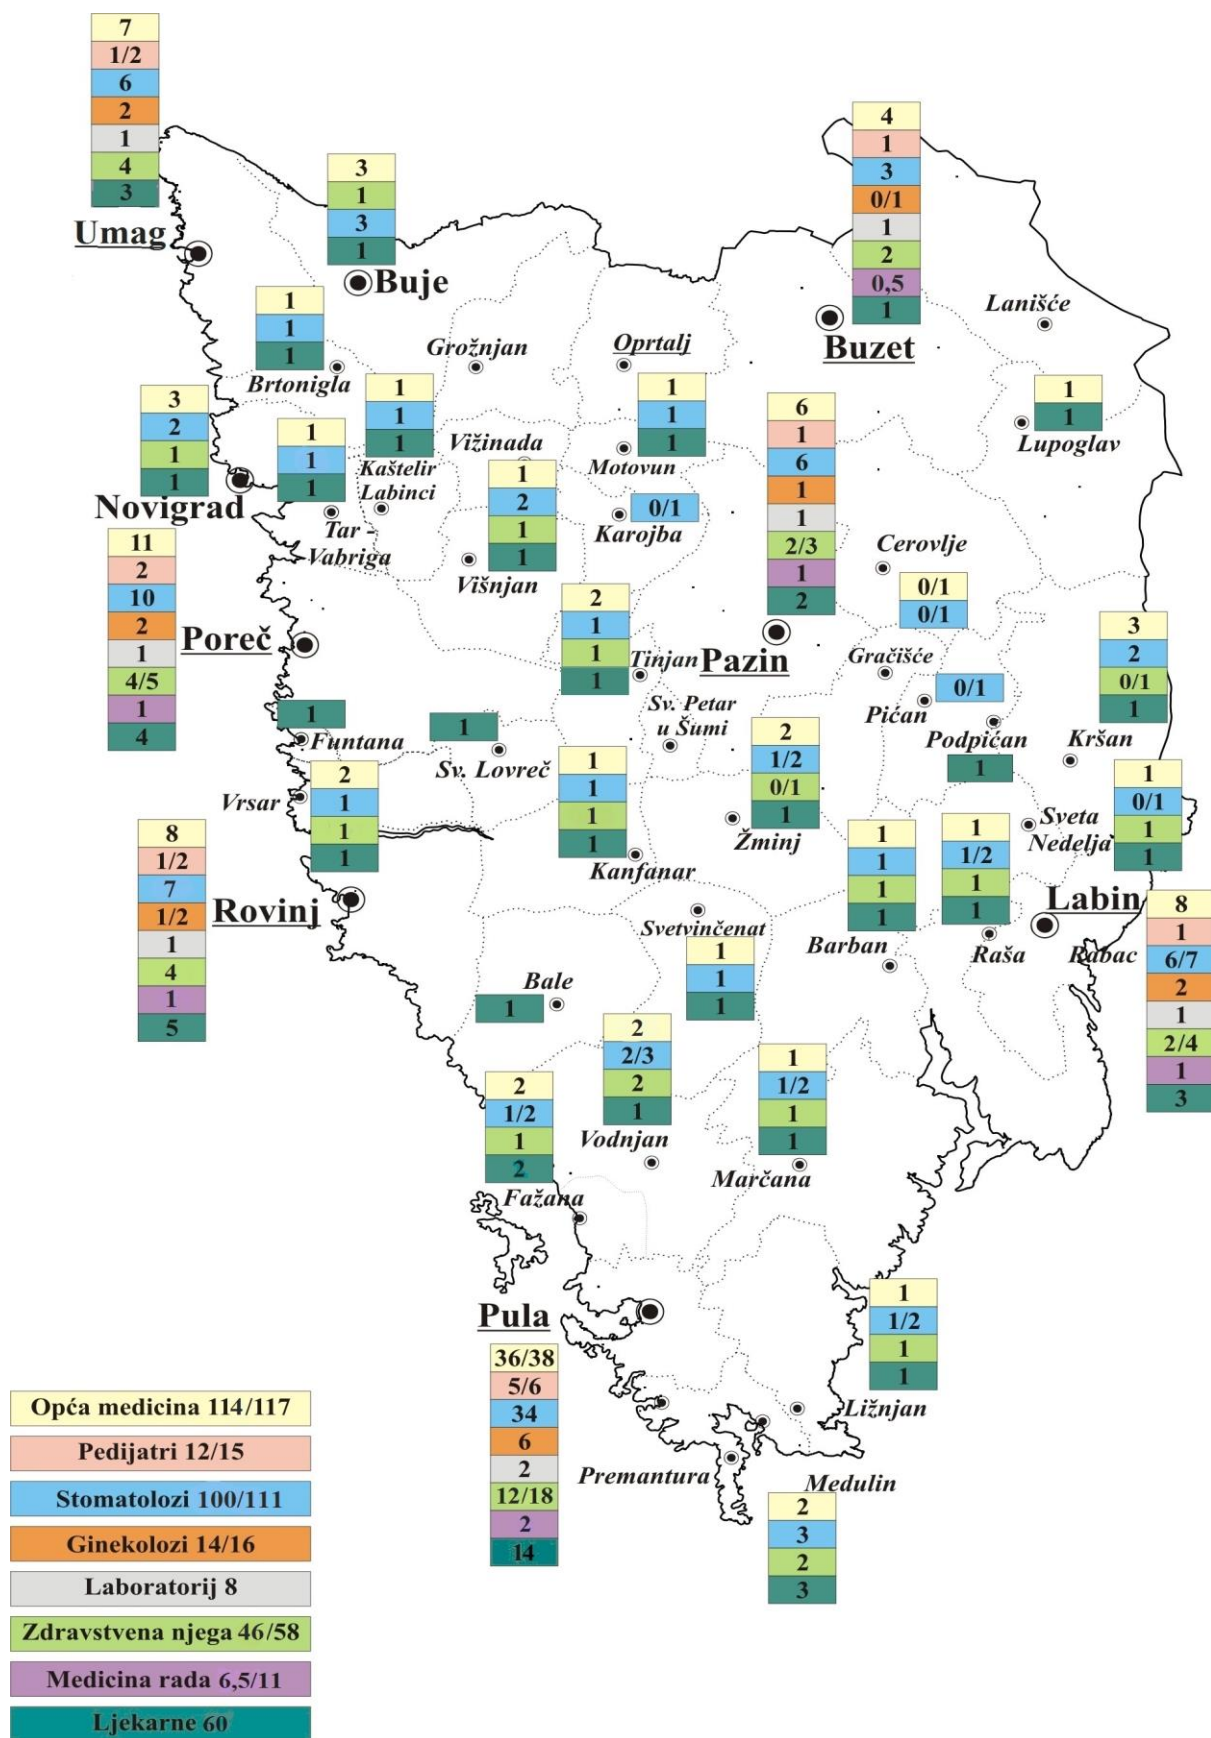 7
1/2
6
2
1
4
3
Umag
3
1
3
1
Buje
4
1
3
0/1
1
2
0,5
1
Buzet
Lanišće
1
1
1
Brtonigla
Grožnjan
Oprtalj
1
1
Lupoglav
3
2
1
1
Novigrad
1
1
1
Tar -
Vabriga
1
1
1
Kaštelir
Labinci
Vižinada
1
2
1
1
Višnjan
1
1
1
Motovun
0/1
Karojba
6
1
6
1
1
2/3
1
2
Pazin
Cerovlje
0/1
0/1
11
2
10
2
1
4/5
1
4
Poreč
2
1
1
1
Tinjan
Sv. Petar
u Šumi
Gračišće
0/1
Pićan
Podpićan
1
3
2
0/1
1
Kršan
1
Funtana
1
Sv. Lovreč
Vrsar
2
1
1
1
1
1
1
1
Kanfanar
2
1/2
0/1
1
Žminj
1
0/1
1
1
Sveta
Nedelja
8
1/2
7
1/2
1
4
1
5
Rovinj
1
1
1
1
Barban
1
1/2
1
1
Raša
Labin
Rabac
8
1
6/7
2
1
2/4
1
3
Svetvinčenat
1
1
1
Bale
1
2
2/3
2
1
Vodnjan
1
1/2
1
1
Marčana
2
1/2
1
2
Fažana
Pula
36/38
5/6
34
6
2
12/18
2
14
1
1/2
1
1
Ližnjan
Premantura
Medulin
2
3
2
3
Opća medicina 114/117
Pedijatri 12/15
Stomatolozi 100/111
Ginekolozi 14/16
Laboratorij 8
Zdravstvena njega 46/58
Medicina rada 6,5/11
Ljekarne 60